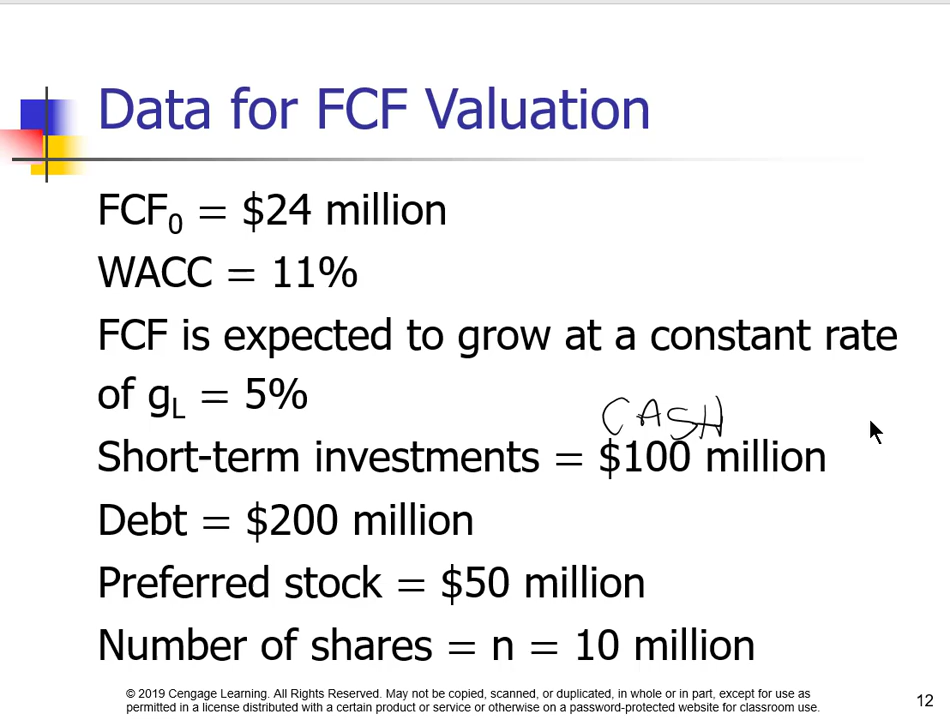 Data for FCF Valuation
FCF₀ = $24 million
WACC = 11%
FCF is expected to grow at a constant rate
of gL = 5%
CASH
Short-term investments = $100 million
Debt = $200 million
Preferred stock = $50 million
Number of shares = n = 10 million
© 2019 Cengage Learning. All Rights Reserved. May not be copied, scanned, or duplicated, in whole or in part, except for use as
permitted in a license distributed with a certain product or service or otherwise on a password-protected website for classroom use.
12